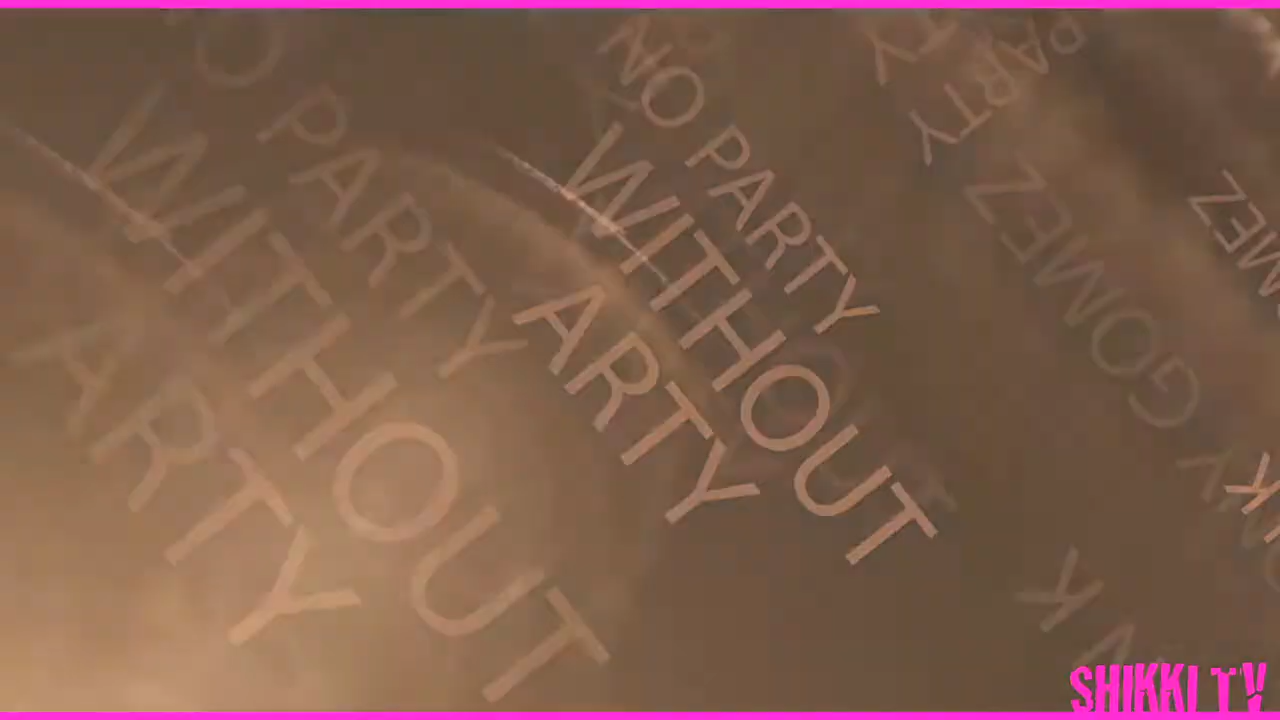 NO PARTY
WITHOUT
ARTY
O PARTY
WITHOUT
ARTY
PARTY
GOMEZ
K
SHIKKI TV